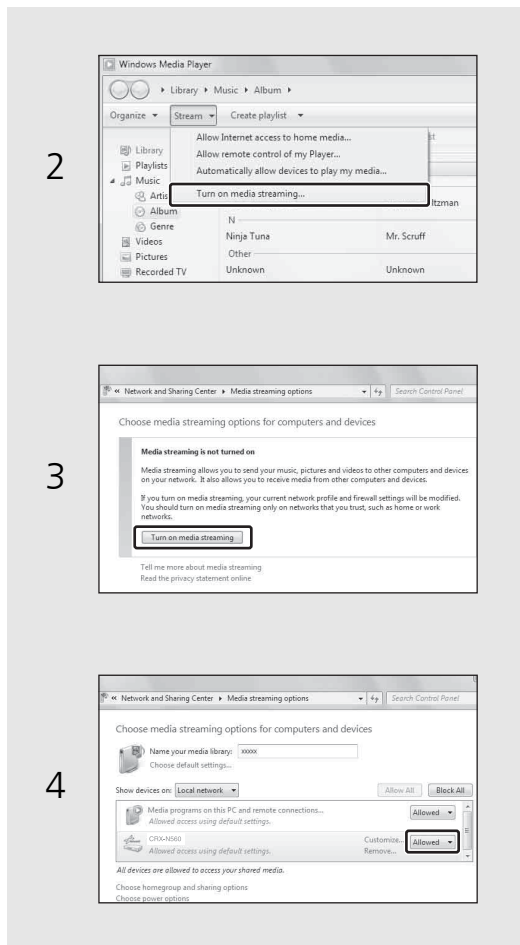 2
Windows Media Player
Library ▸ Music ▸ Album ▸
Organize ▾ Stream ▾ Create playlist ▾
Allow Internet access to home media...
Allow remote control of my Player...
Automatically allow devices to play my media...
Turn on media streaming...
Library
Playlists
Music
Artis
Album
Genre
Videos
Pictures
Recorded TV
ltzman
N
Ninja Tuna Mr. Scruff
Other
Unknown Unknown
3
« Network and Sharing Center ▸ Media streaming options Search Control Panel
Choose media streaming options for computers and devices
Media streaming is not turned on
Media streaming allows you to send your music, pictures and videos to other computers and devices
on your network. It also allows you to receive media from other computers and devices.
If you turn on media streaming, your current network profile and firewall settings will be modified.
You should turn on media streaming only on networks that you trust, such as home or work
networks.
Turn on media streaming
Tell me more about media streaming
Read the privacy statement online
4
« Network and Sharing Center ▸ Media streaming options Search Control Panel
Choose media streaming options for computers and devices
Name your media library: xxxxx
Choose default settings...
Show devices on: Local network ▾ Allow All Block All
Media programs on this PC and remote connections... Allowed ▾
Allowed access using default settings.
CRX-N560 Customize... Allowed ▾
Allowed access using default settings. Remove...
All devices are allowed to access your shared media.
Choose homegroup and sharing options
Choose power options